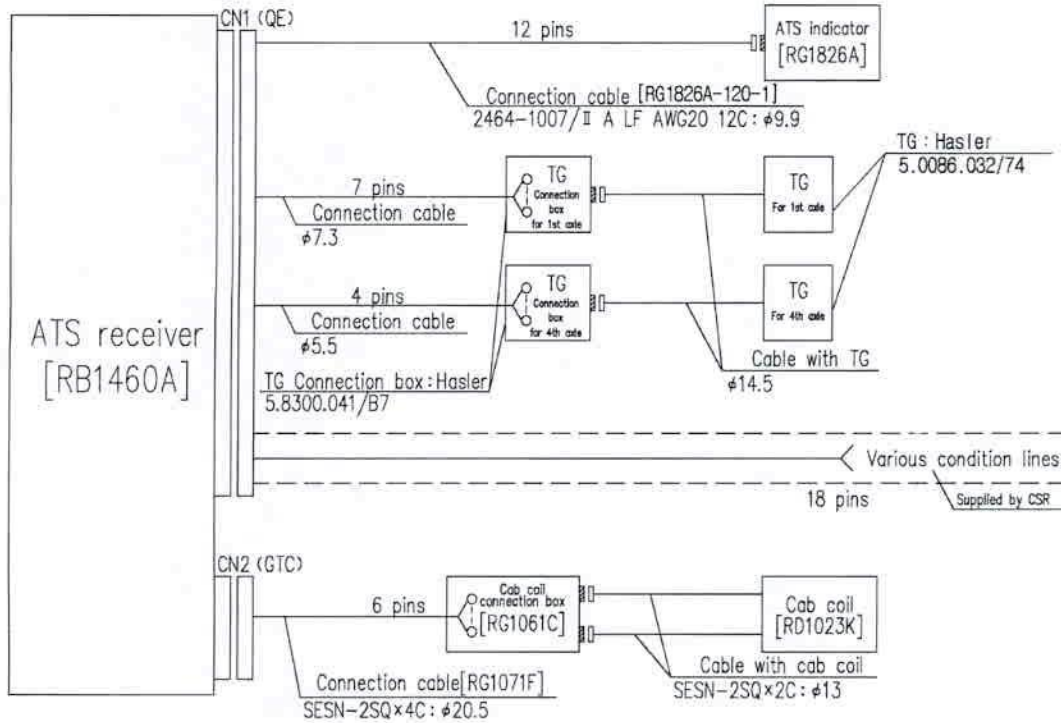 CN1 (QE)
12 pins
ATS indicator
[RG1826A]
Connection cable [RG1826A-120-1]
2464-1007/Ⅱ A LF AWG20 12C: φ9.9
TG : Hasler
5.0086.032/74
7 pins
Connection cable
φ7.3
TG
Connection
box
for 1st axle
TG
For 1st axle
4 pins
Connection cable
φ5.5
TG
Connection
box
for 4th axle
TG
For 4th axle
ATS receiver
[RB1460A]
TG Connection box:Hasler
5.8300.041/B7
Cable with TG
φ14.5
Various condition lines
18 pins
Supplied by CSR
CN2 (GTC)
6 pins
Cab coil
connection box
[RG1061C]
Cab coil
[RD1023K]
Connection cable[RG1071F]
SESN-2SQ×4C: φ20.5
Cable with cab coil
SESN-2SQ×2C: φ13